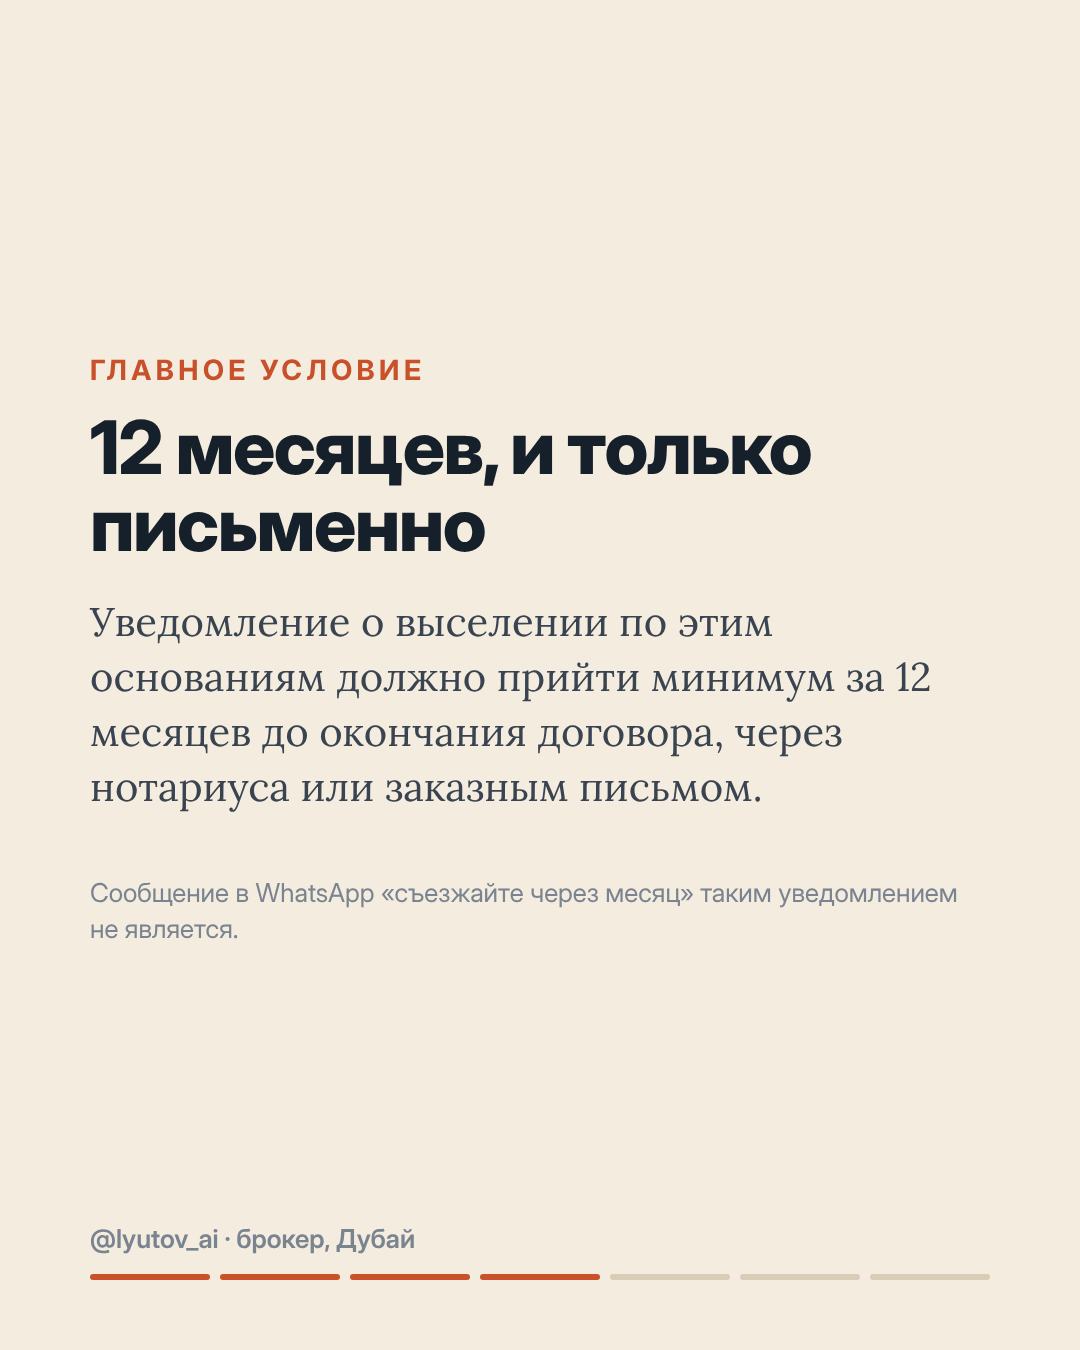 ГЛАВНОЕ УСЛОВИЕ
12 месяцев, и только
письменно
Уведомление о выселении по этим
основаниям должно прийти минимум за 12
месяцев до окончания договора, через
нотариуса или заказным письмом.
Сообщение в WhatsApp «съезжайте через месяц» таким уведомлением
не является.
@lyutov_ai · брокер, Дубай